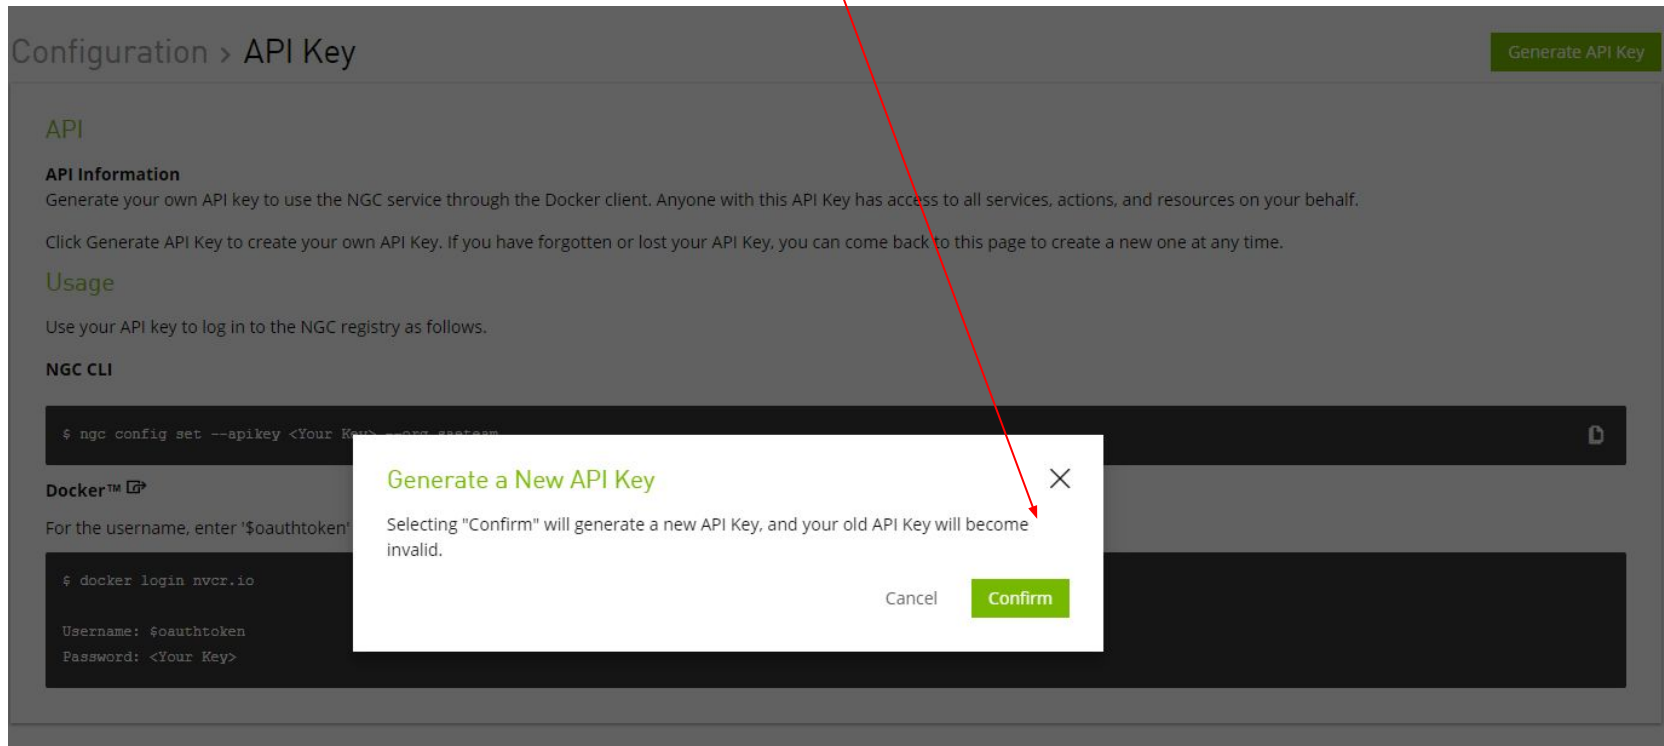 Configuration > API Key
Generate API Key
API
API Information
Generate your own API key to use the NGC service through the Docker client. Anyone with this API Key has access to all services, actions, and resources on your behalf.
Click Generate API Key to create your own API Key. If you have forgotten or lost your API Key, you can come back to this page to create a new one at any time.
Usage
Use your API key to log in to the NGC registry as follows.
NGC CLI
$ ngc config set --apikey <Your Key> --org
Docker™
For the username, enter '$oauthtoken'
$ docker login nvcr.io
Username: $oauthtoken
Password: <Your Key>
Generate a New API Key
Selecting "Confirm" will generate a new API Key, and your old API Key will become
invalid.
Cancel
Confirm